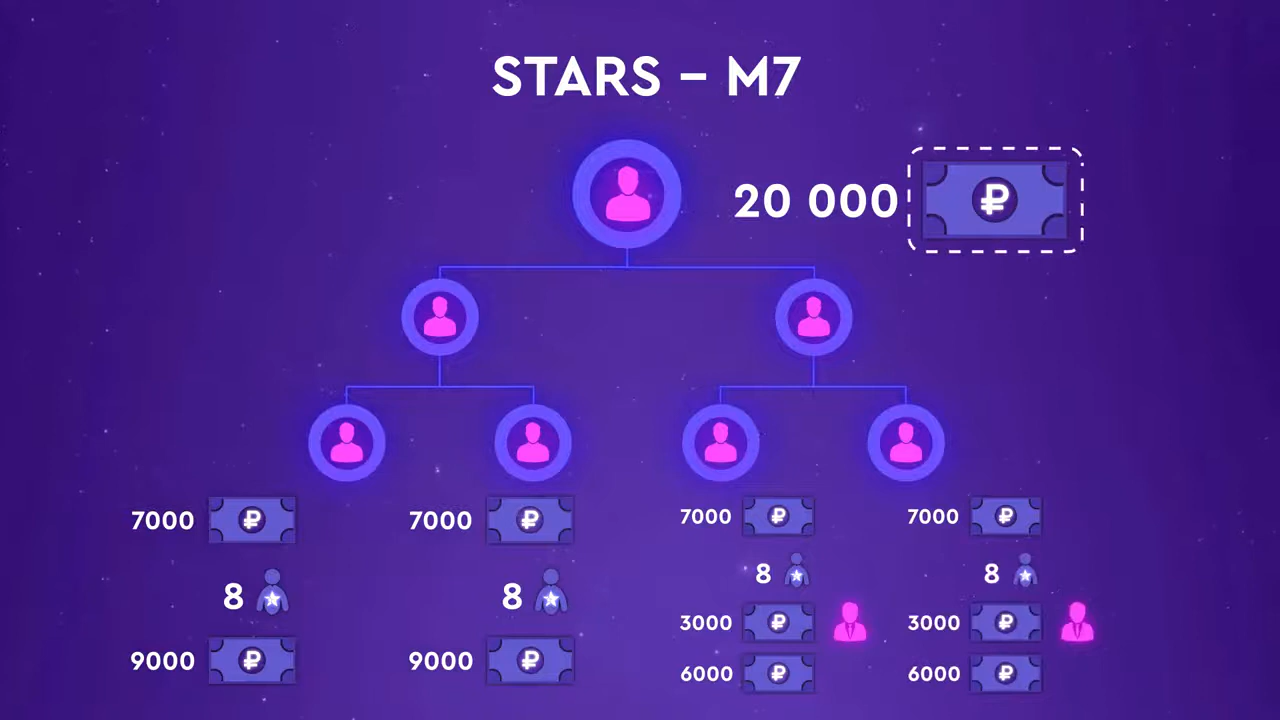 STARS – M7
20 000 ₽
7000 ₽ 7000 ₽ 7000 ₽ 7000 ₽
8 8 8 8
3000 ₽ 3000 ₽
9000 ₽ 9000 ₽ 6000 ₽ 6000 ₽